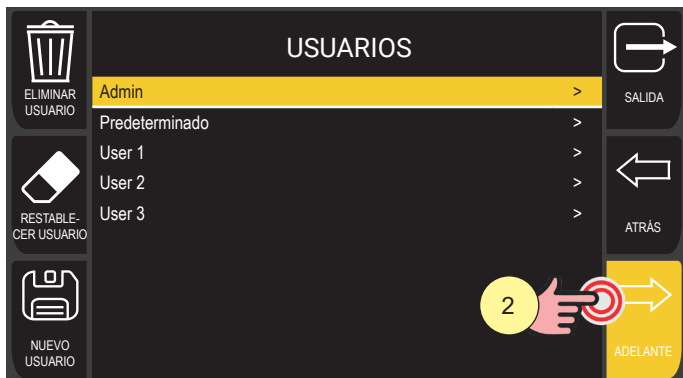 USUARIOS
ELIMINAR
USUARIO
RESTABLE-
CER USUARIO
NUEVO
USUARIO
Admin >
Predeterminado >
User 1 >
User 2 >
User 3 >
2
SALIDA
ATRÁS
ADELANTE